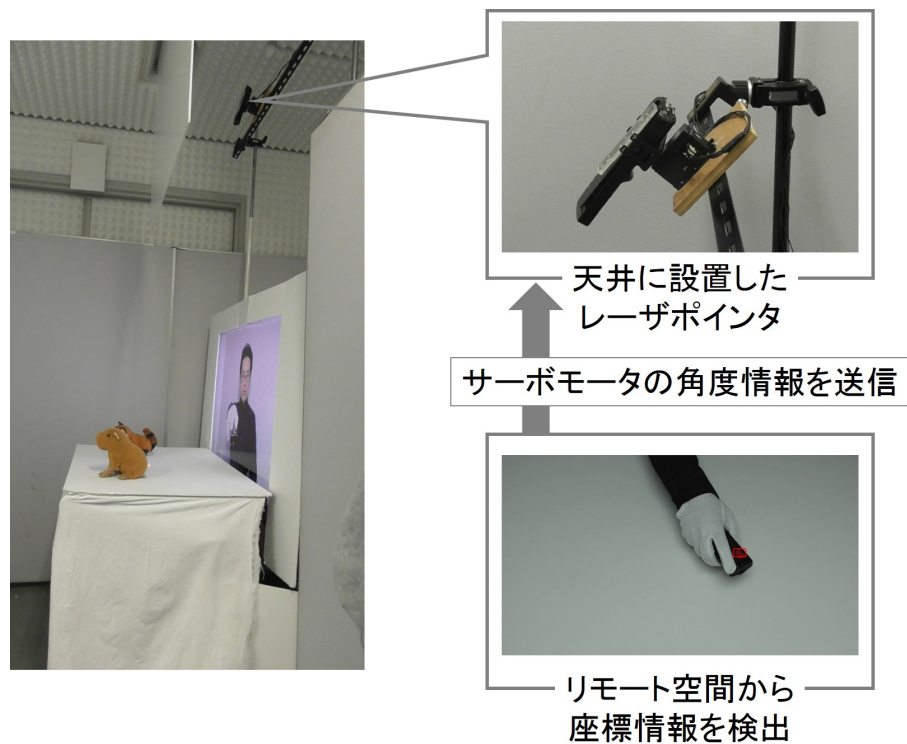 天井に設置した
レーザポインタ
サーボモータの角度情報を送信
リモート空間から
座標情報を検出